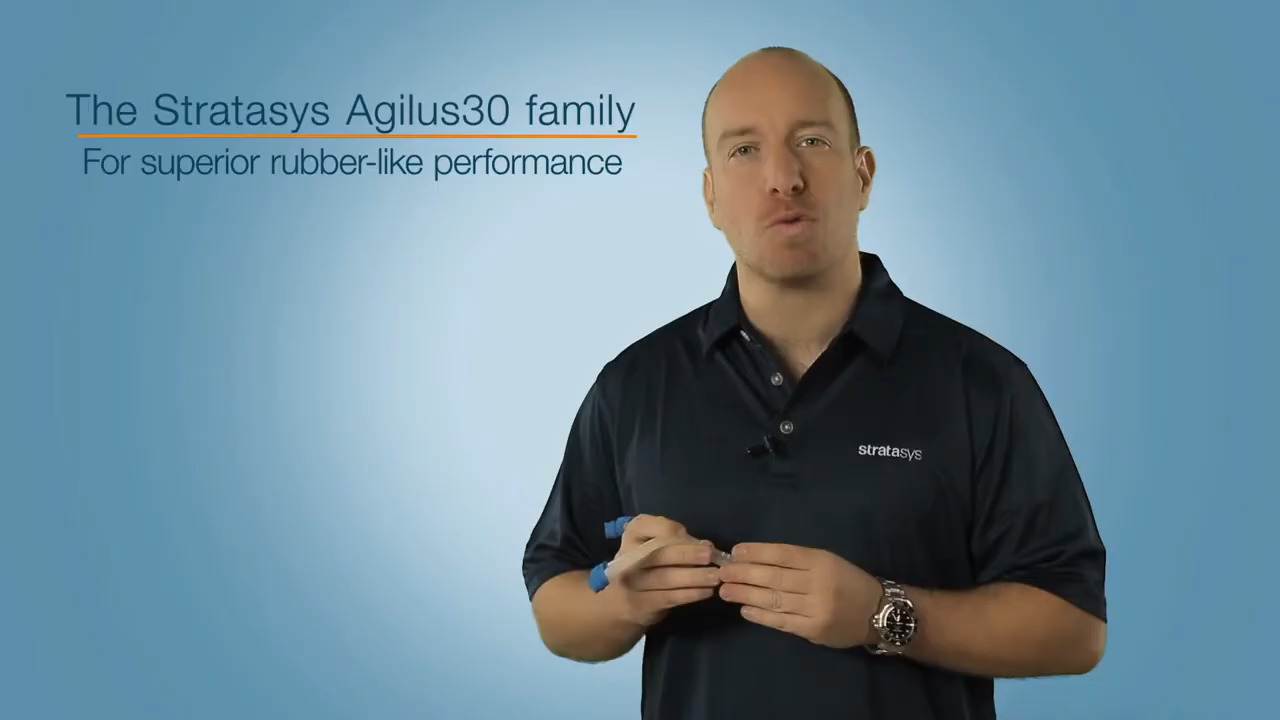 The Stratasys Agilus30 family
For superior rubber-like performance
stratasys